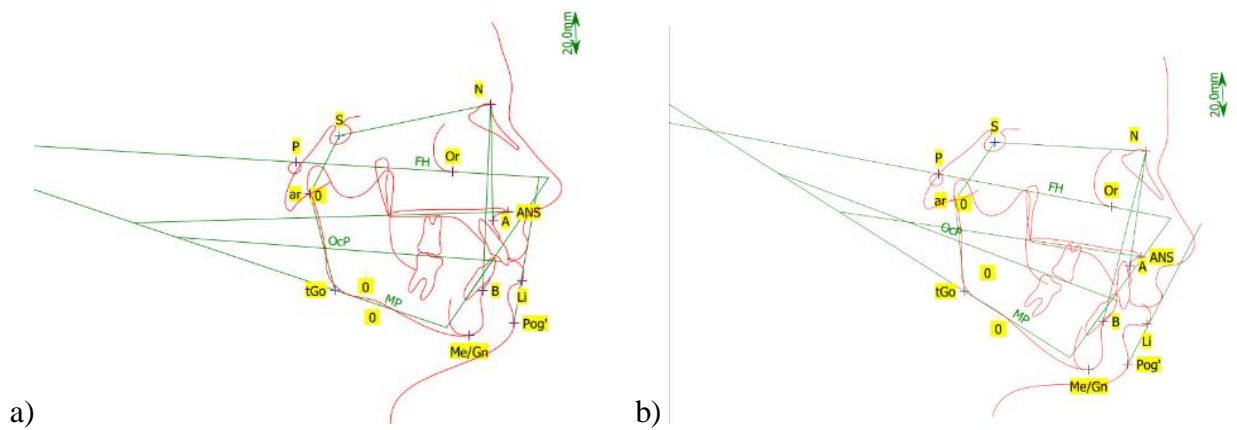 20.0mm
N
S
P
Or
FH
ar
0
ANS
A
OcP
0
tGo
B
Li
MP
0
Pog'
Me/Gn
a)
20.0mm
S
N
P
FH
Or
ar
0
OcP
ANS
A
0
tGo
B
MP
0
Li
Pog'
Me/Gn
b)